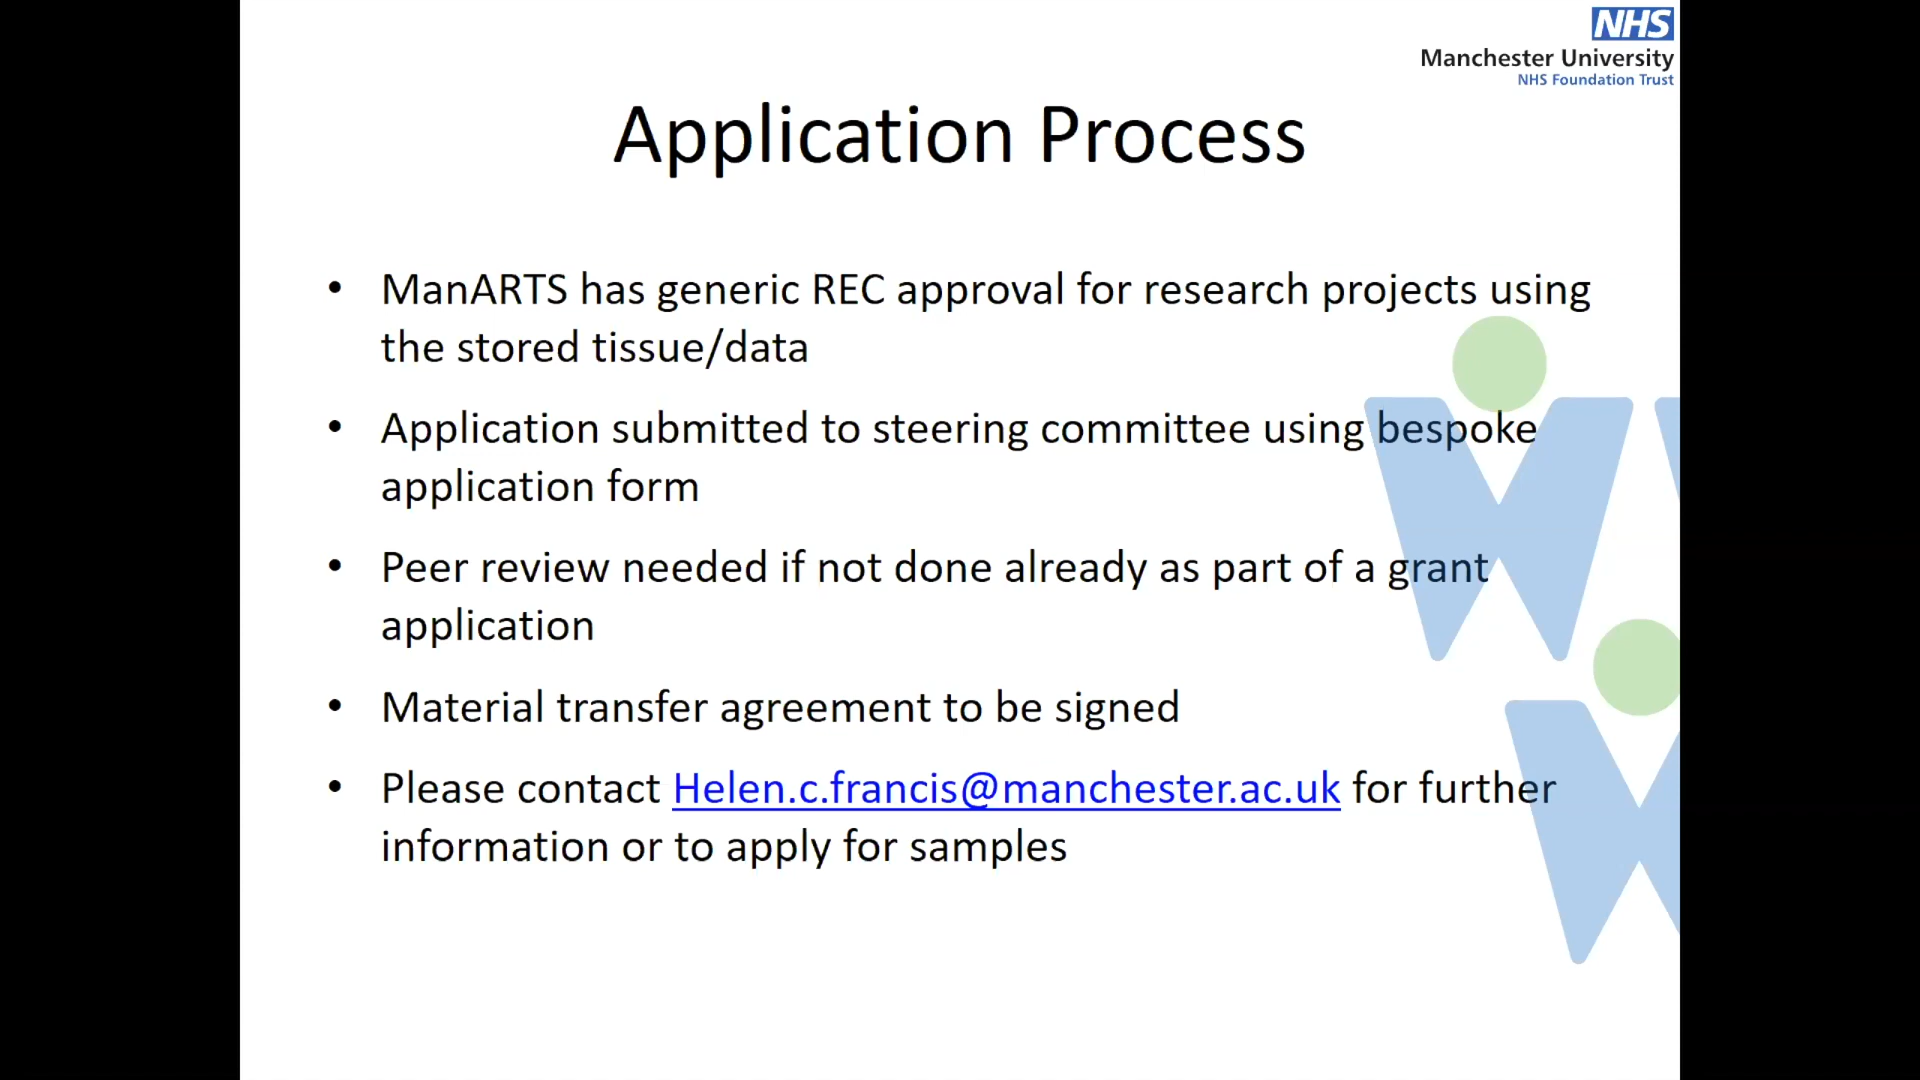 NHS
Manchester University
NHS Foundation Trust
Application Process
• ManARTS has generic REC approval for research projects using
the stored tissue/data
• Application submitted to steering committee using bespoke
application form
• Peer review needed if not done already as part of a grant
application
• Material transfer agreement to be signed
• Please contact Helen.c.francis@manchester.ac.uk for further
information or to apply for samples